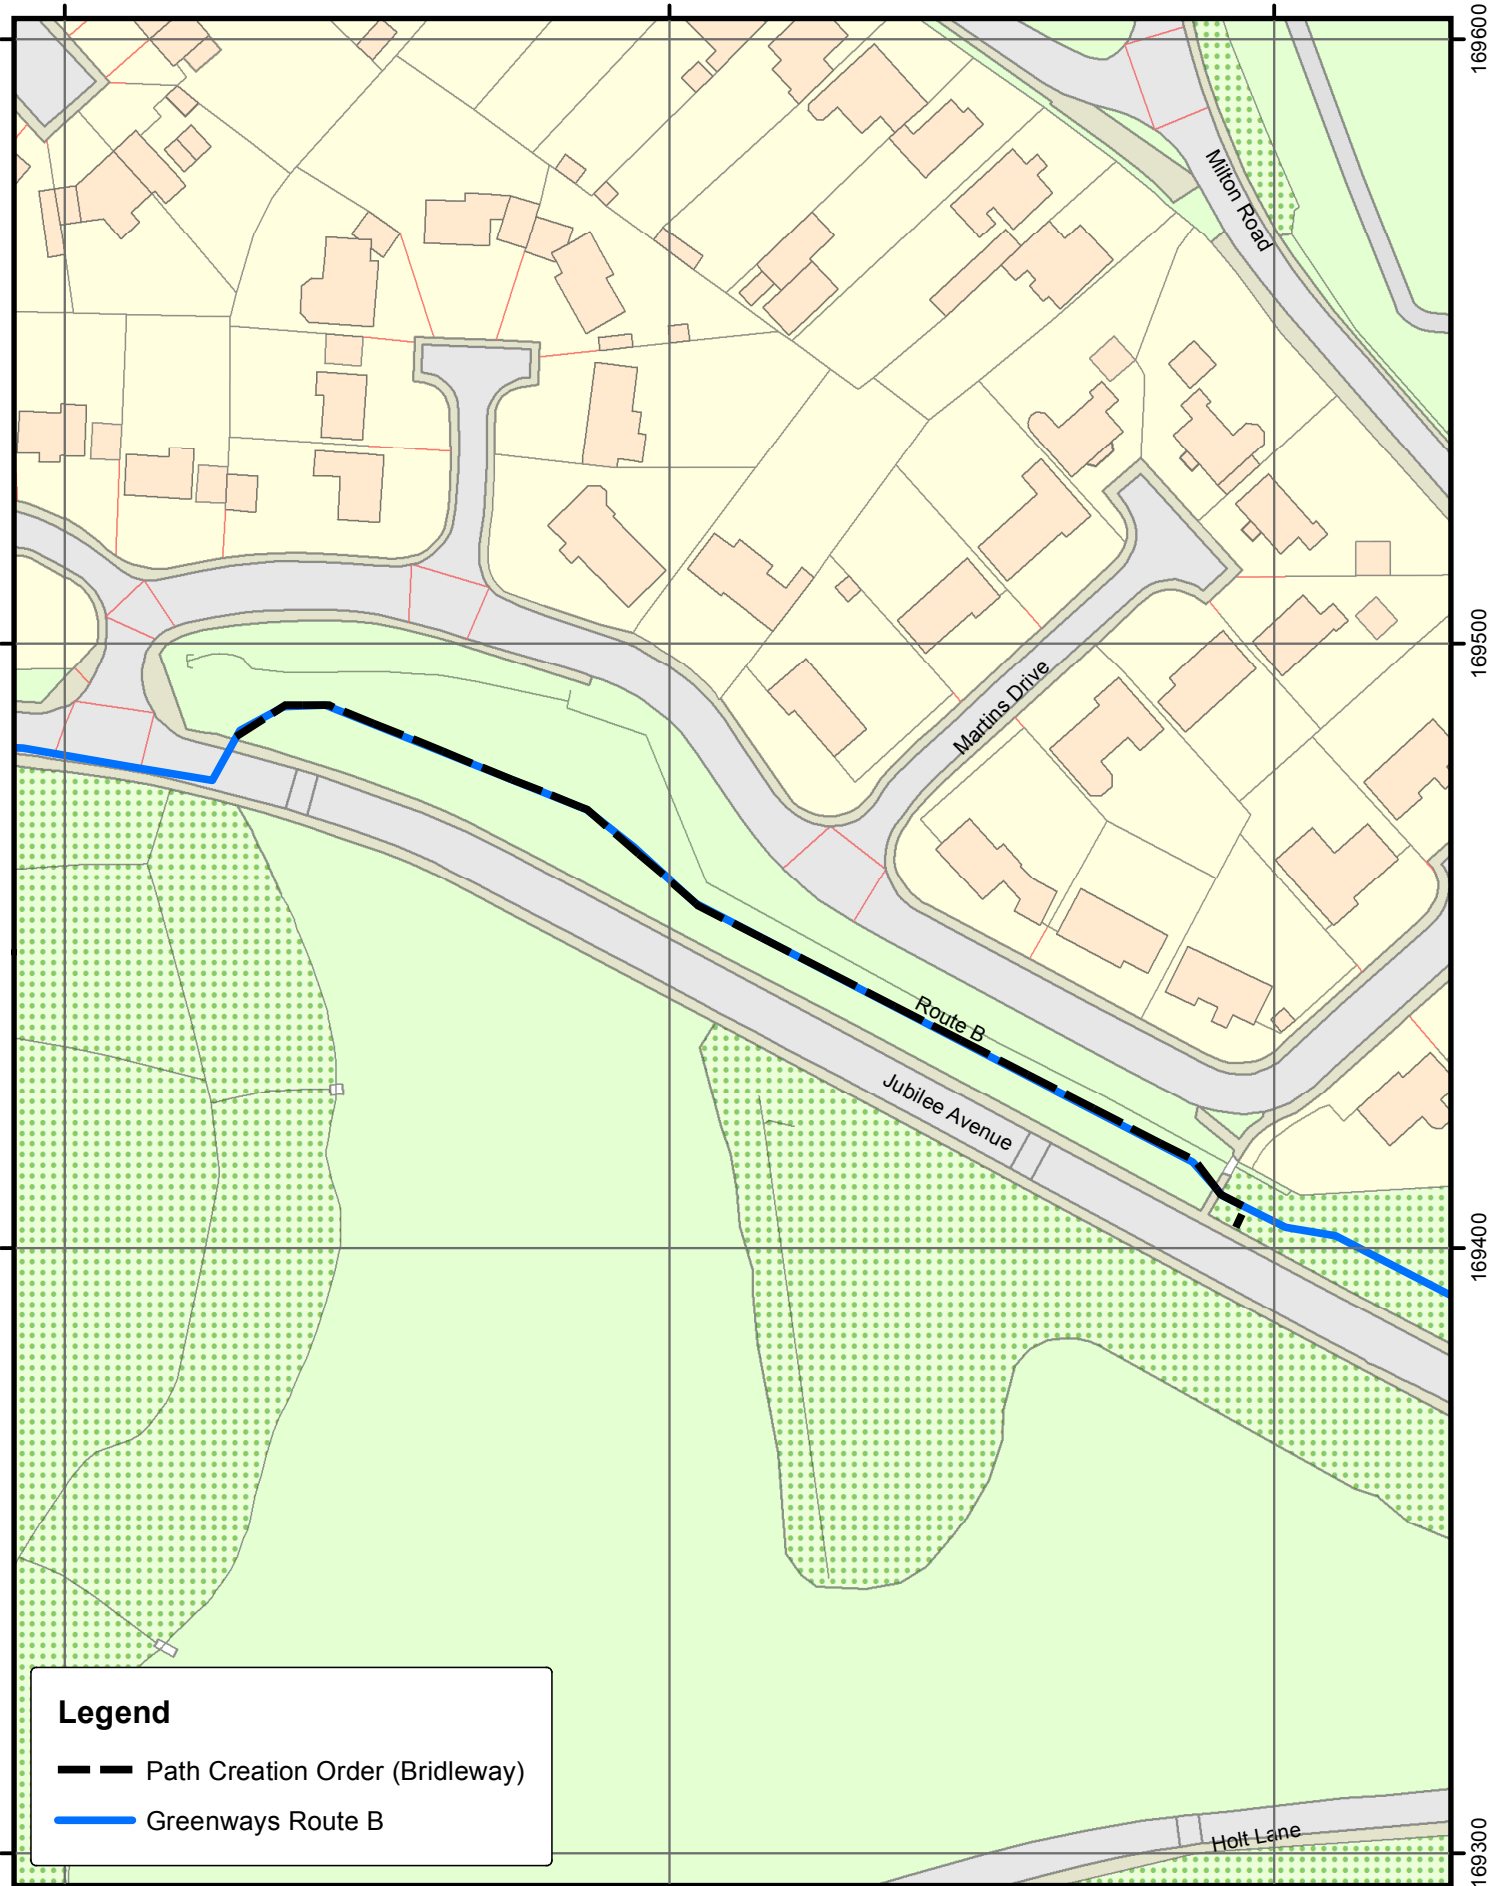 169600
Milton Road
169500
Martins Drive
Route B
Jubilee Avenue
169400
Legend
Path Creation Order (Bridleway)
Greenways Route B
Holt Lane
169300